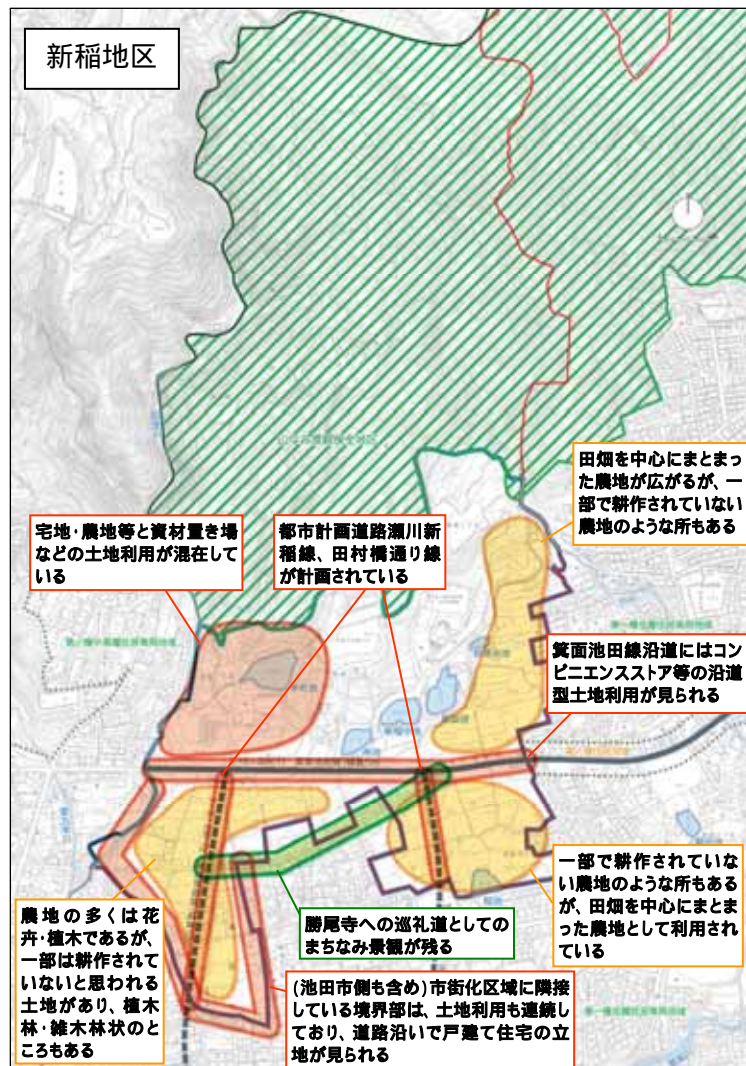 新稲地区
田畑を中心にまとまっ
た農地が広がるが、一
部で耕作されていない
農地のような所もある
宅地・農地等と資材置き場
などの土地利用が混在して
いる
都市計画道路瀬川新
稲線、田村橋通り線
が計画されている
箕面池田線沿道にはコン
ビニエンスストア等の沿道
型土地利用が見られる
一部で耕作されていな
い農地のような所もある
が、田畑を中心にまとま
った農地として利用され
ている
勝尾寺への巡礼道としての
まちなみ景観が残る
農地の多くは花
卉・植木であるが、
一部は耕作されて
いないと思われる
土地があり、植木
林・雑木林状のと
ころもある
(池田市側も含め)市街化区域に隣接
している境界部は、土地利用も連続し
ており、道路沿いで戸建て住宅の立
地が見られる